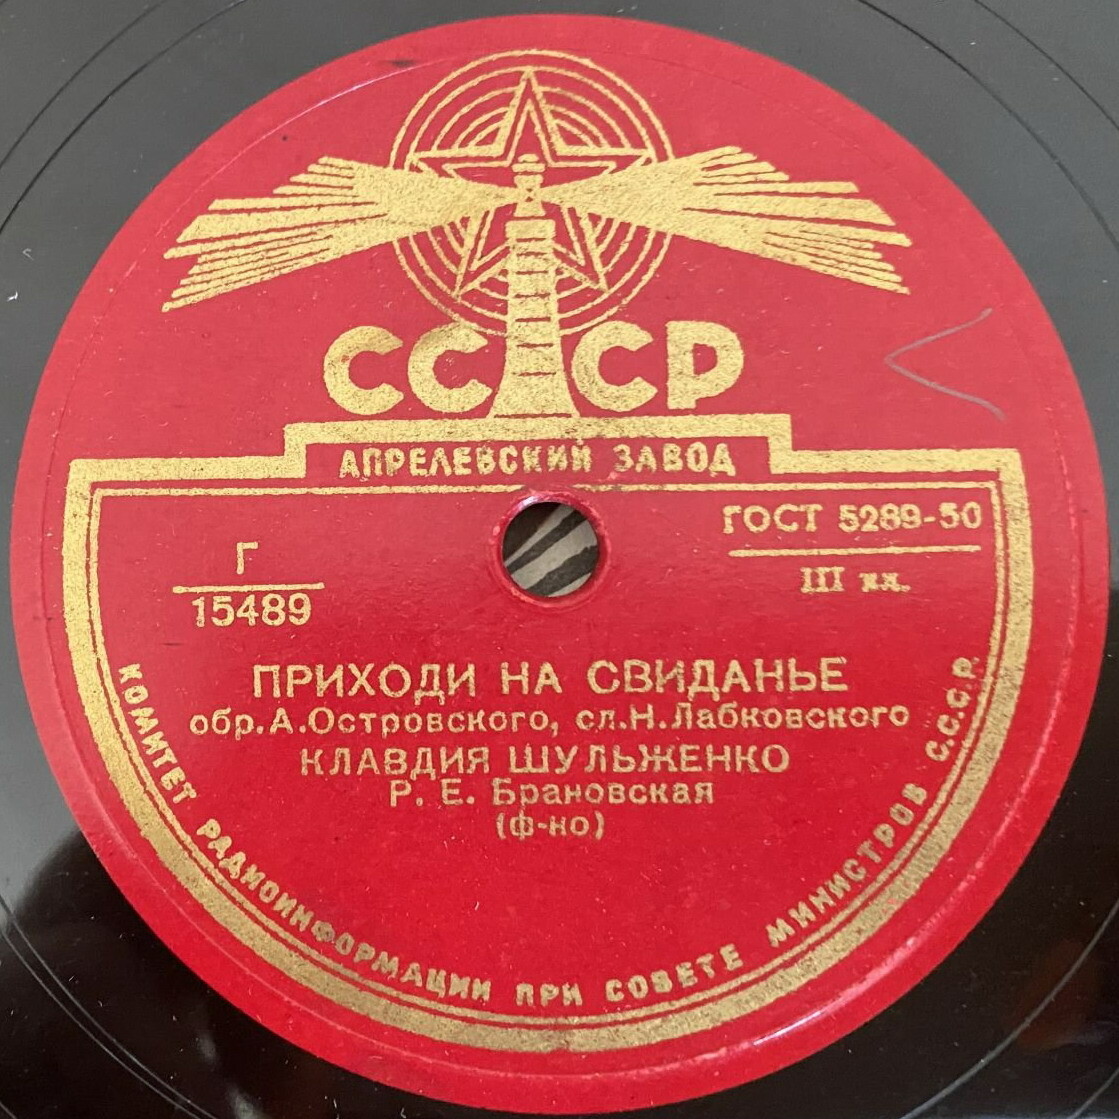 СССР
АПРЕЛЕВСКИЙ ЗАВОД
ГОСТ 5289-50
III кл.
Г
15489
ПРИХОДИ НА СВИДАНЬЕ
обр.А.Островского, сл.Н.Лабковского
КЛАВДИЯ ШУЛЬЖЕНКО
Р. Е. Брановская
(ф-но)
КОМИТЕТ РАДИОИНФОРМАЦИИ ПРИ СОВЕТЕ МИНИСТРОВ С.С.С.Р.